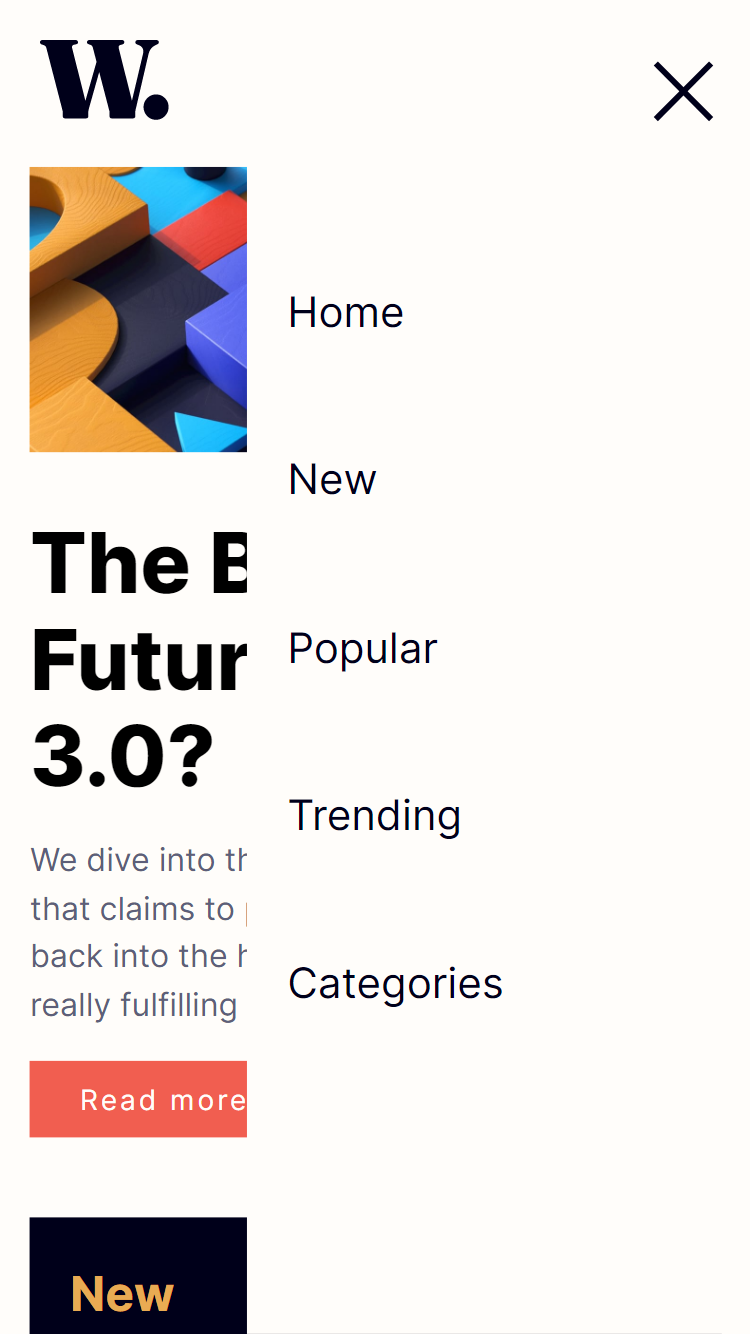 W.
Home
New
Popular
Trending
Categories
The
Futur
3.0?
We dive into
that claims to
back into the
really fulfilling
Read more
New